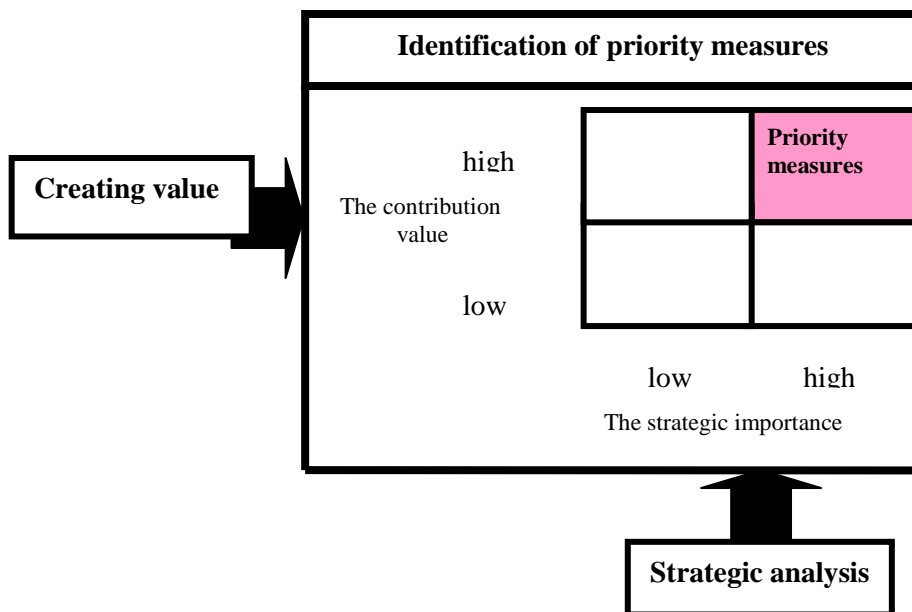 Identification of priority measures
Priority
measures
high
Creating value
The contribution
value
low
low high
The strategic importance
Strategic analysis